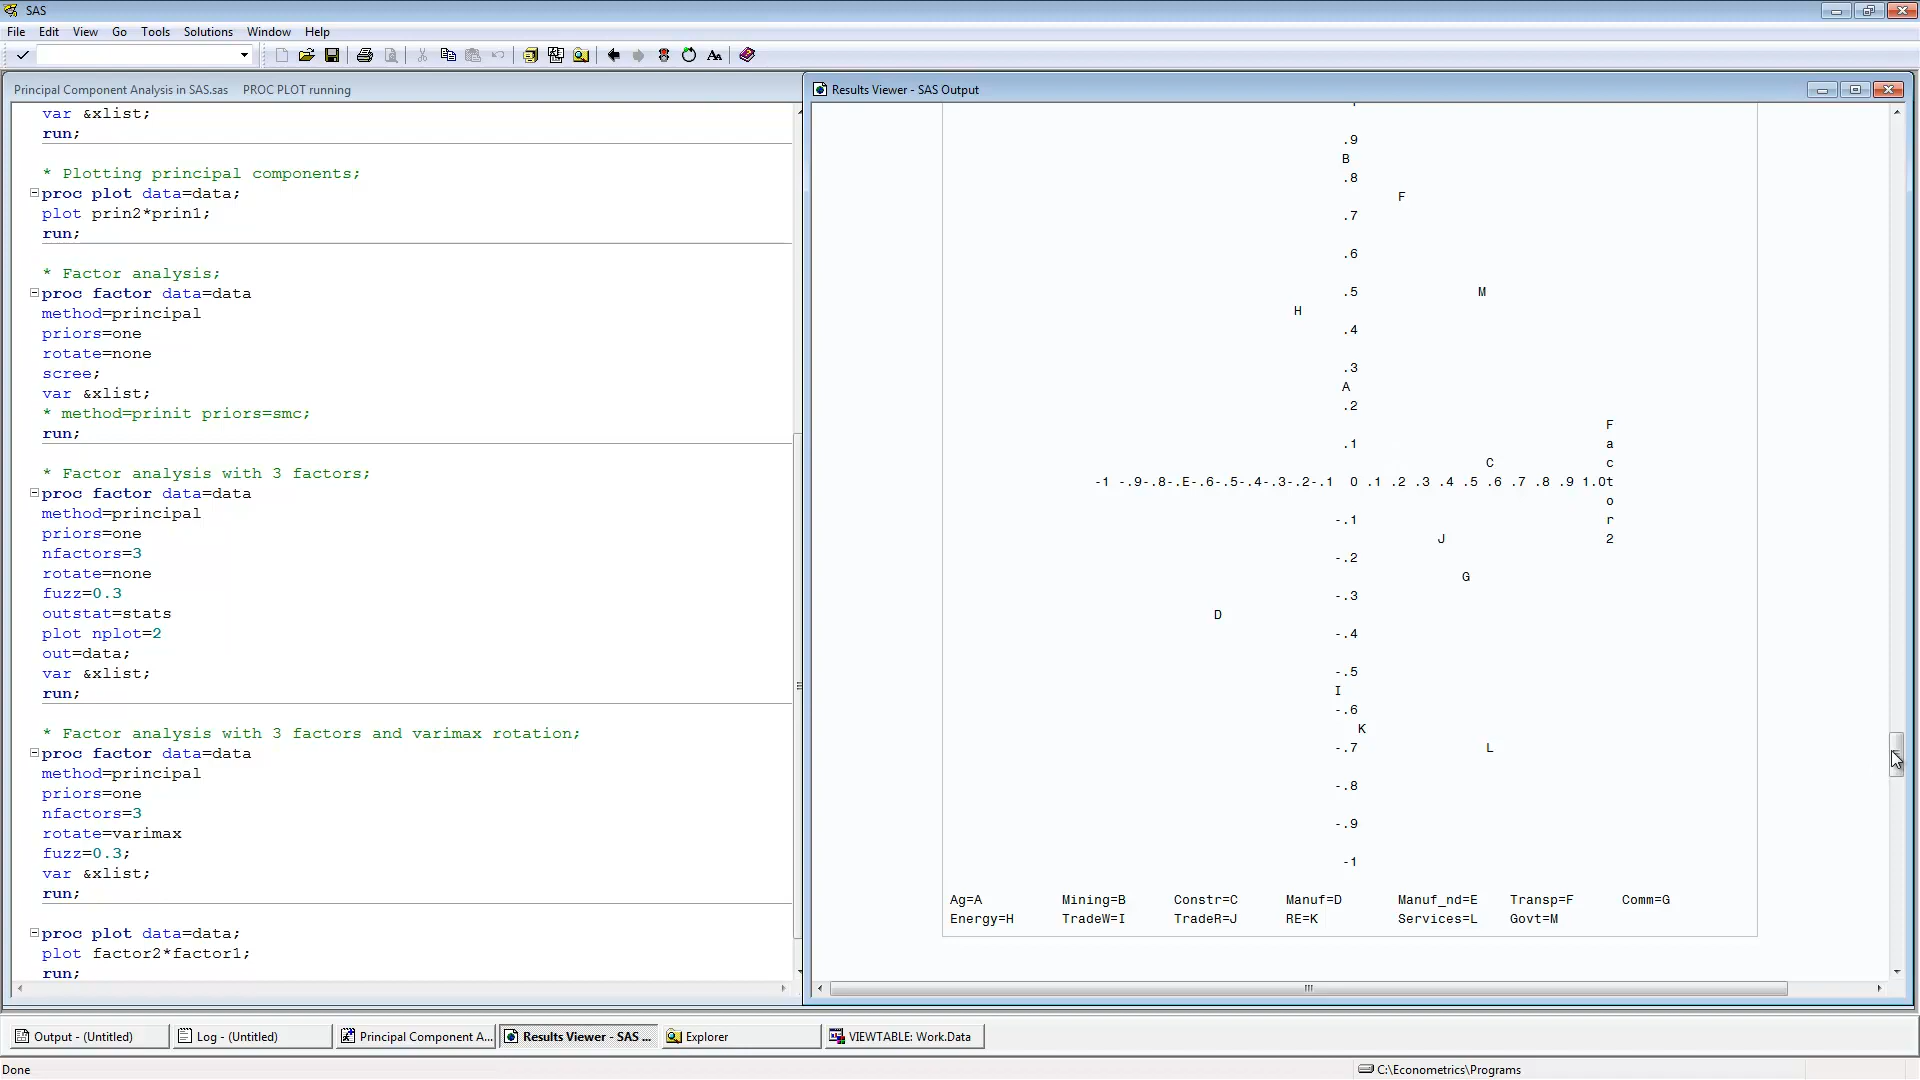 SAS
File Edit View Go Tools Solutions Window Help
Principal Component Analysis in SAS.sas PROC PLOT running
var &xlist;
run;
* Plotting principal components;
proc plot data=data;
plot prin2*prin1;
run;
* Factor analysis;
proc factor data=data
method=principal
priors=one
rotate=none
scree;
var &xlist;
* method=prinit priors=smc;
run;
* Factor analysis with 3 factors;
proc factor data=data
method=principal
priors=one
nfactors=3
rotate=none
fuzz=0.3
outstat=stats
plot nplot=2
out=data;
var &xlist;
run;
* Factor analysis with 3 factors and varimax rotation;
proc factor data=data
method=principal
priors=one
nfactors=3
rotate=varimax
fuzz=0.3;
var &xlist;
run;
proc plot data=data;
plot factor2*factor1;
run;
Results Viewer - SAS Output
.9
B
.8
F
.7
.6
.5 M
H
.4
.3
A
.2
F
.1 a
C c
-1 -.9-.8-.E-.6-.5-.4-.3-.2-.1 0 .1 .2 .3 .4 .5 .6 .7 .8 .9 1.0t
o
-.1 r
J 2
-.2
G
-.3
D
-.4
-.5
I
-.6
K
-.7 L
-.8
-.9
-1
Ag=A Mining=B Constr=C Manuf=D Manuf_nd=E Transp=F Comm=G
Energy=H TradeW=I TradeR=J RE=K Services=L Govt=M
Output - (Untitled) Log - (Untitled) Principal Component A... Results Viewer - SAS ... Explorer VIEWTABLE: Work.Data
Done C:\Econometrics\Programs